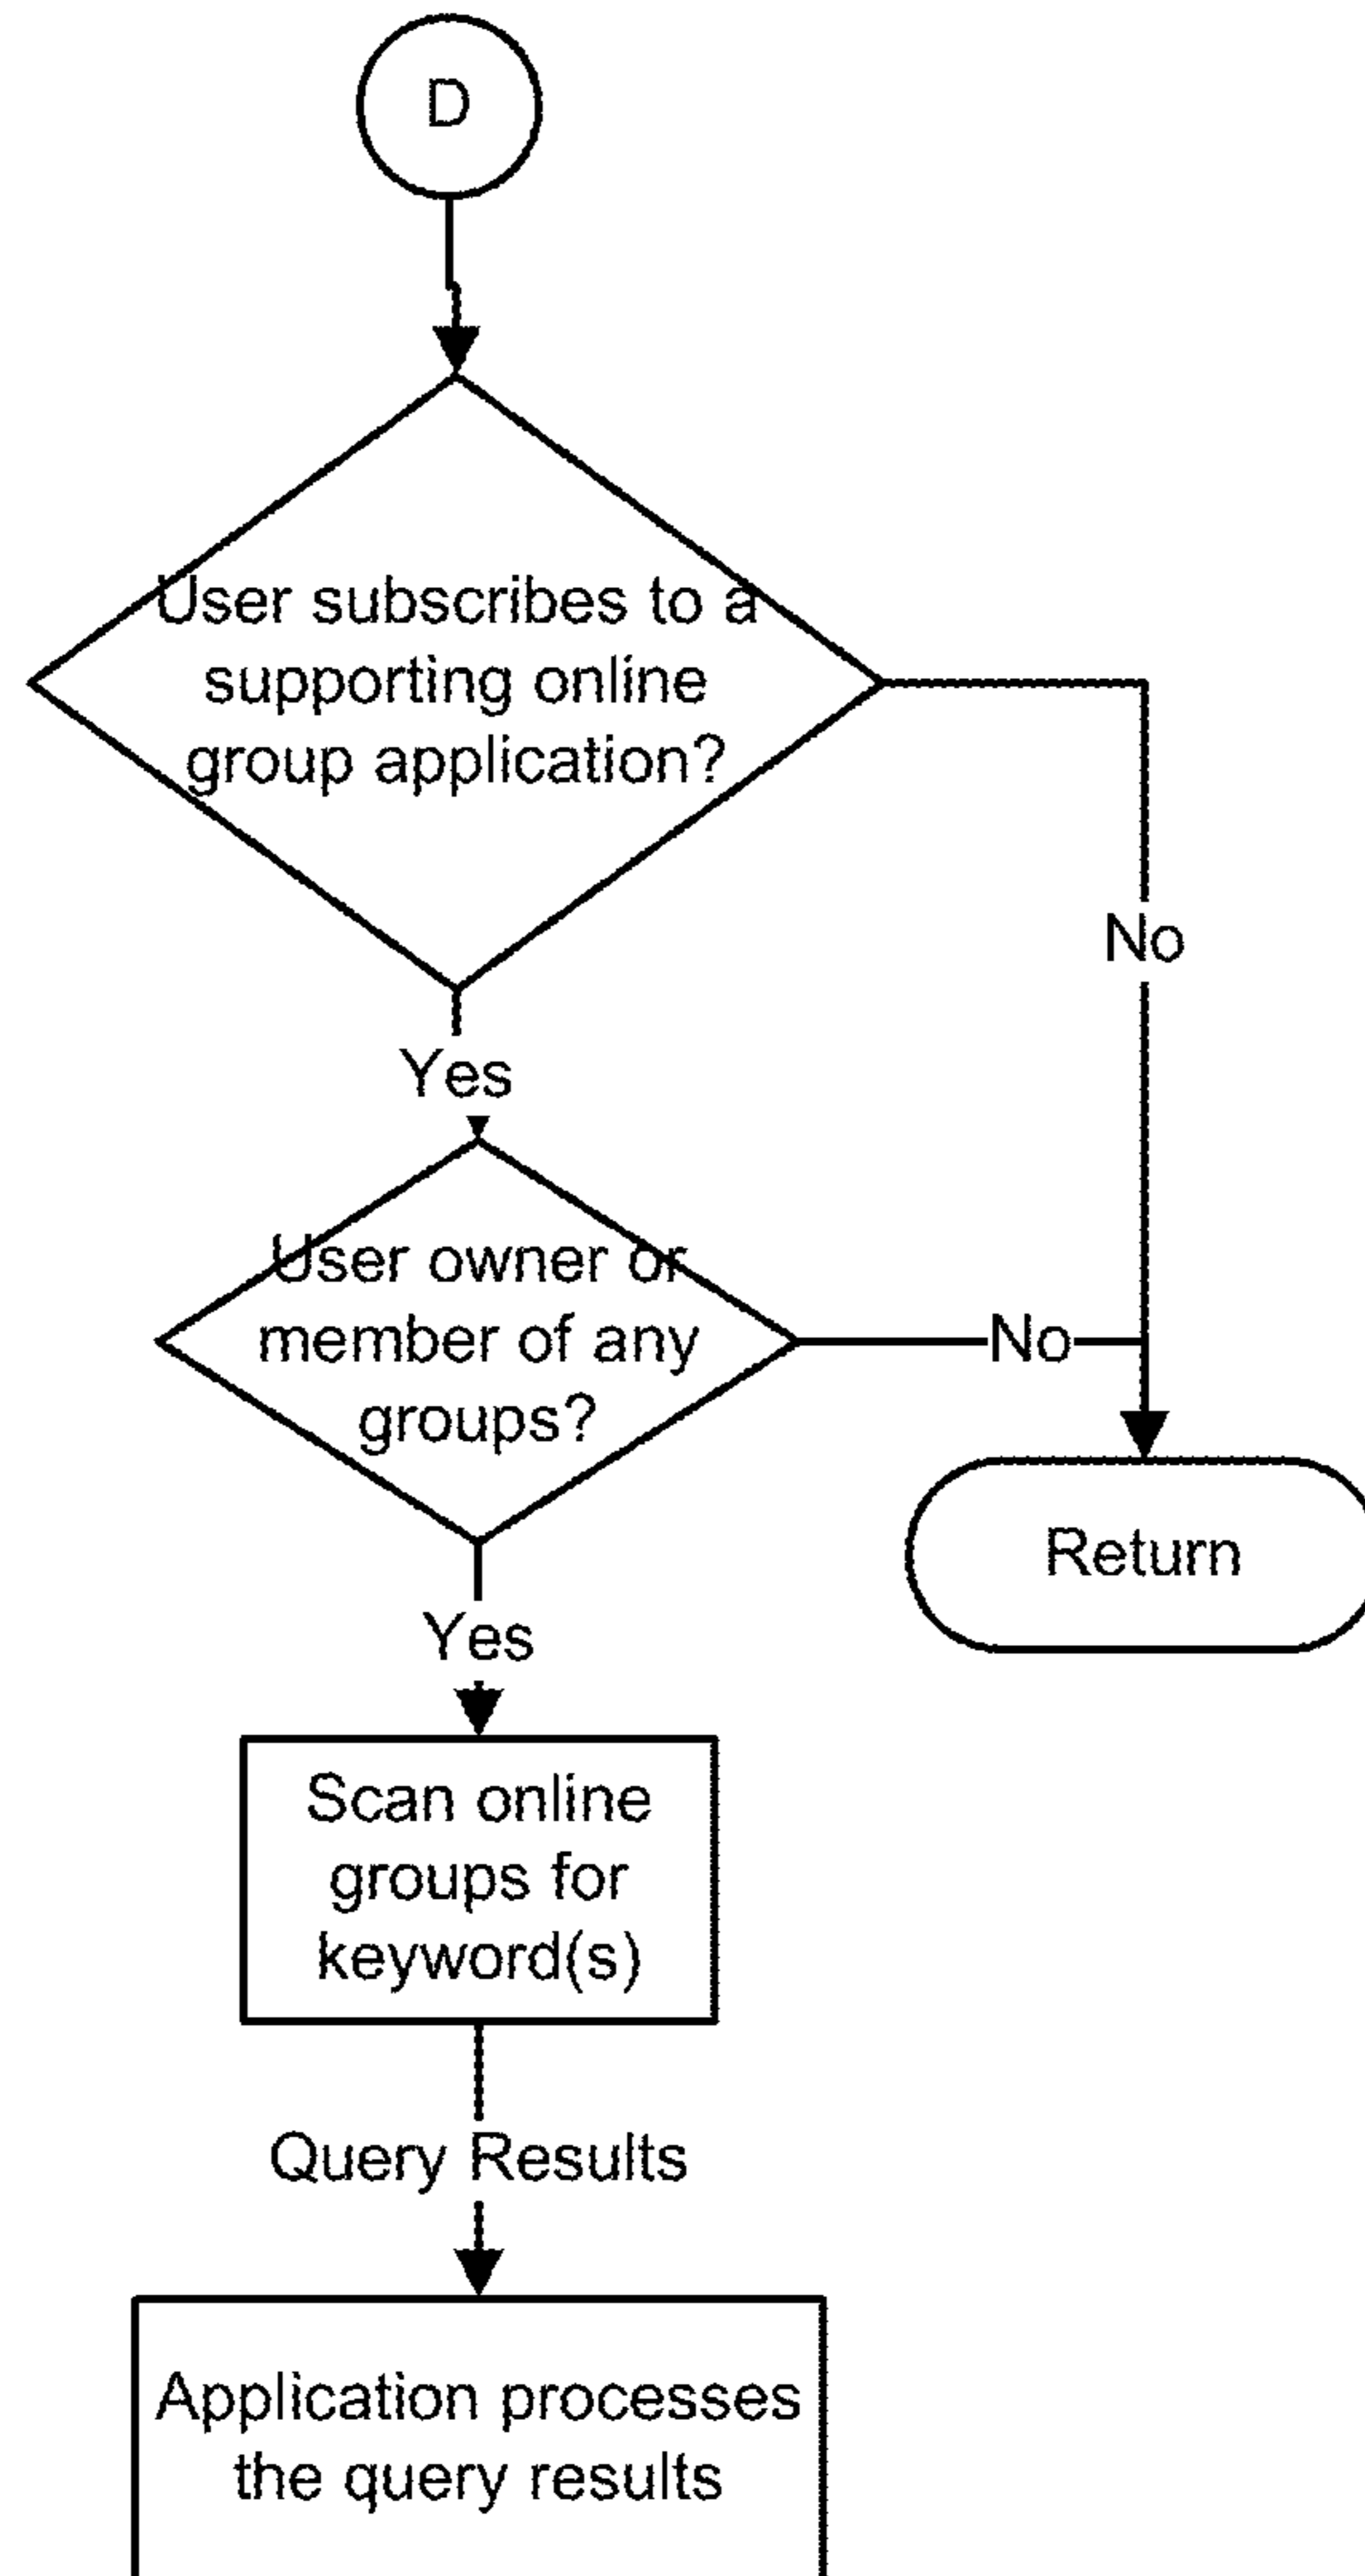 D
User subscribes to a
supporting online
group application?
No
Yes
User owner or
member of any
groups?
No
Return
Yes
Scan online
groups for
keyword(s)
Query Results
Application processes
the query results